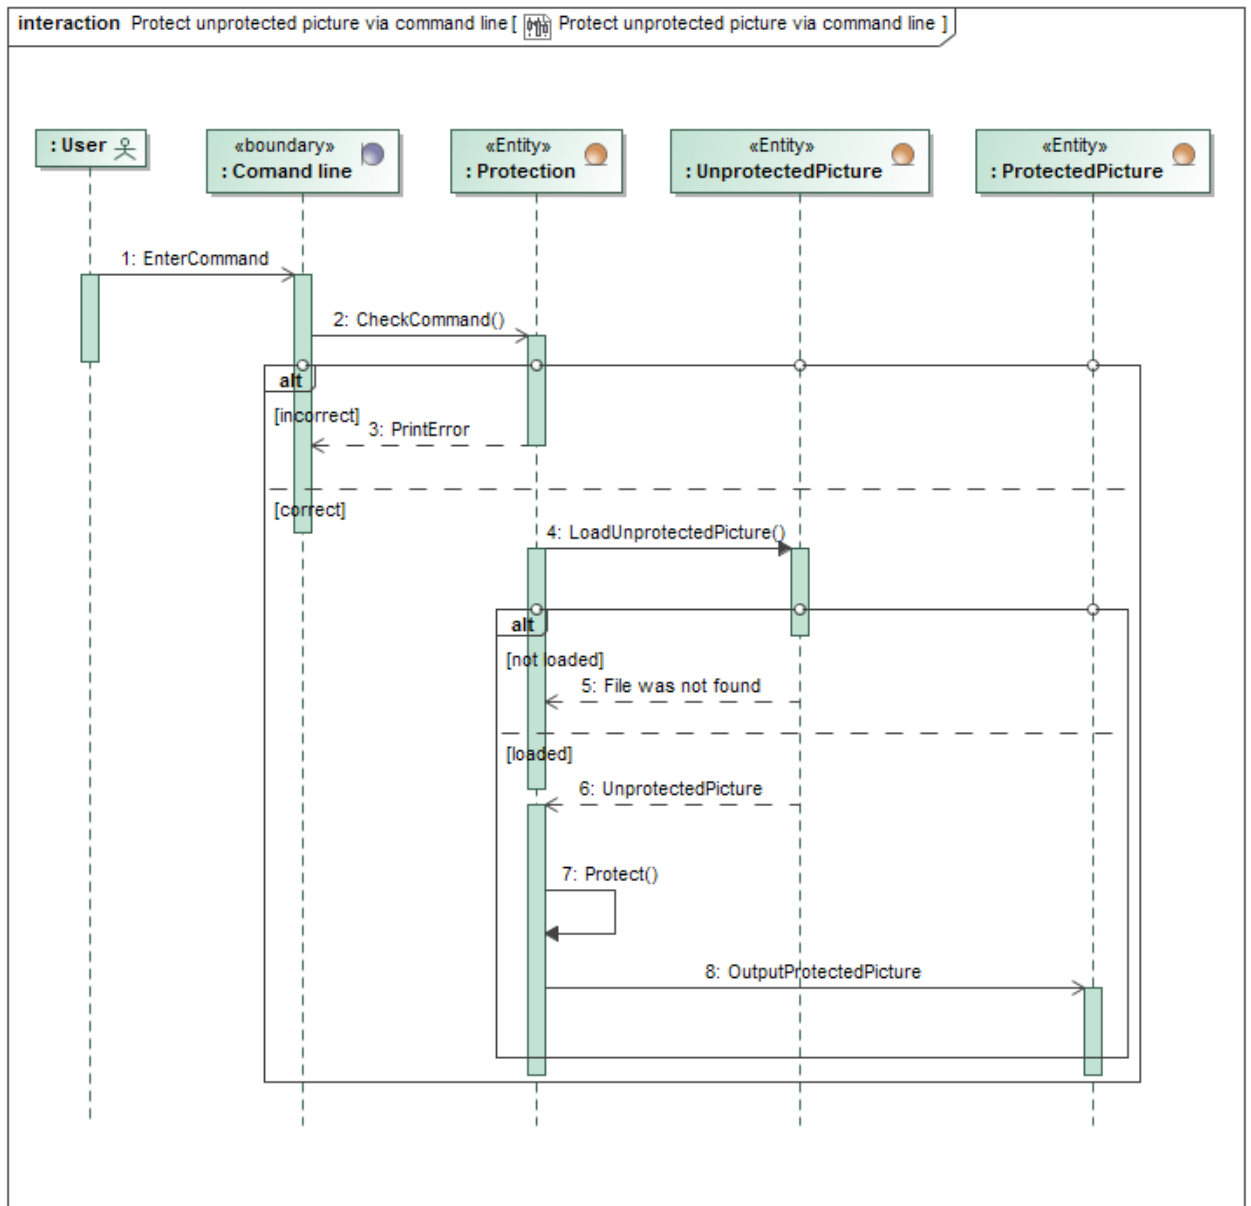 interaction Protect unprotected picture via command line [ Protect unprotected picture via command line ]
: User
«boundary»
: Comand line
«Entity»
: Protection
«Entity»
: UnprotectedPicture
«Entity»
: ProtectedPicture
1: EnterCommand
2: CheckCommand()
alt
[incorrect]
3: PrintError
[correct]
4: LoadUnprotectedPicture()
alt
[not loaded]
5: File was not found
[loaded]
6: UnprotectedPicture
7: Protect()
8: OutputProtectedPicture